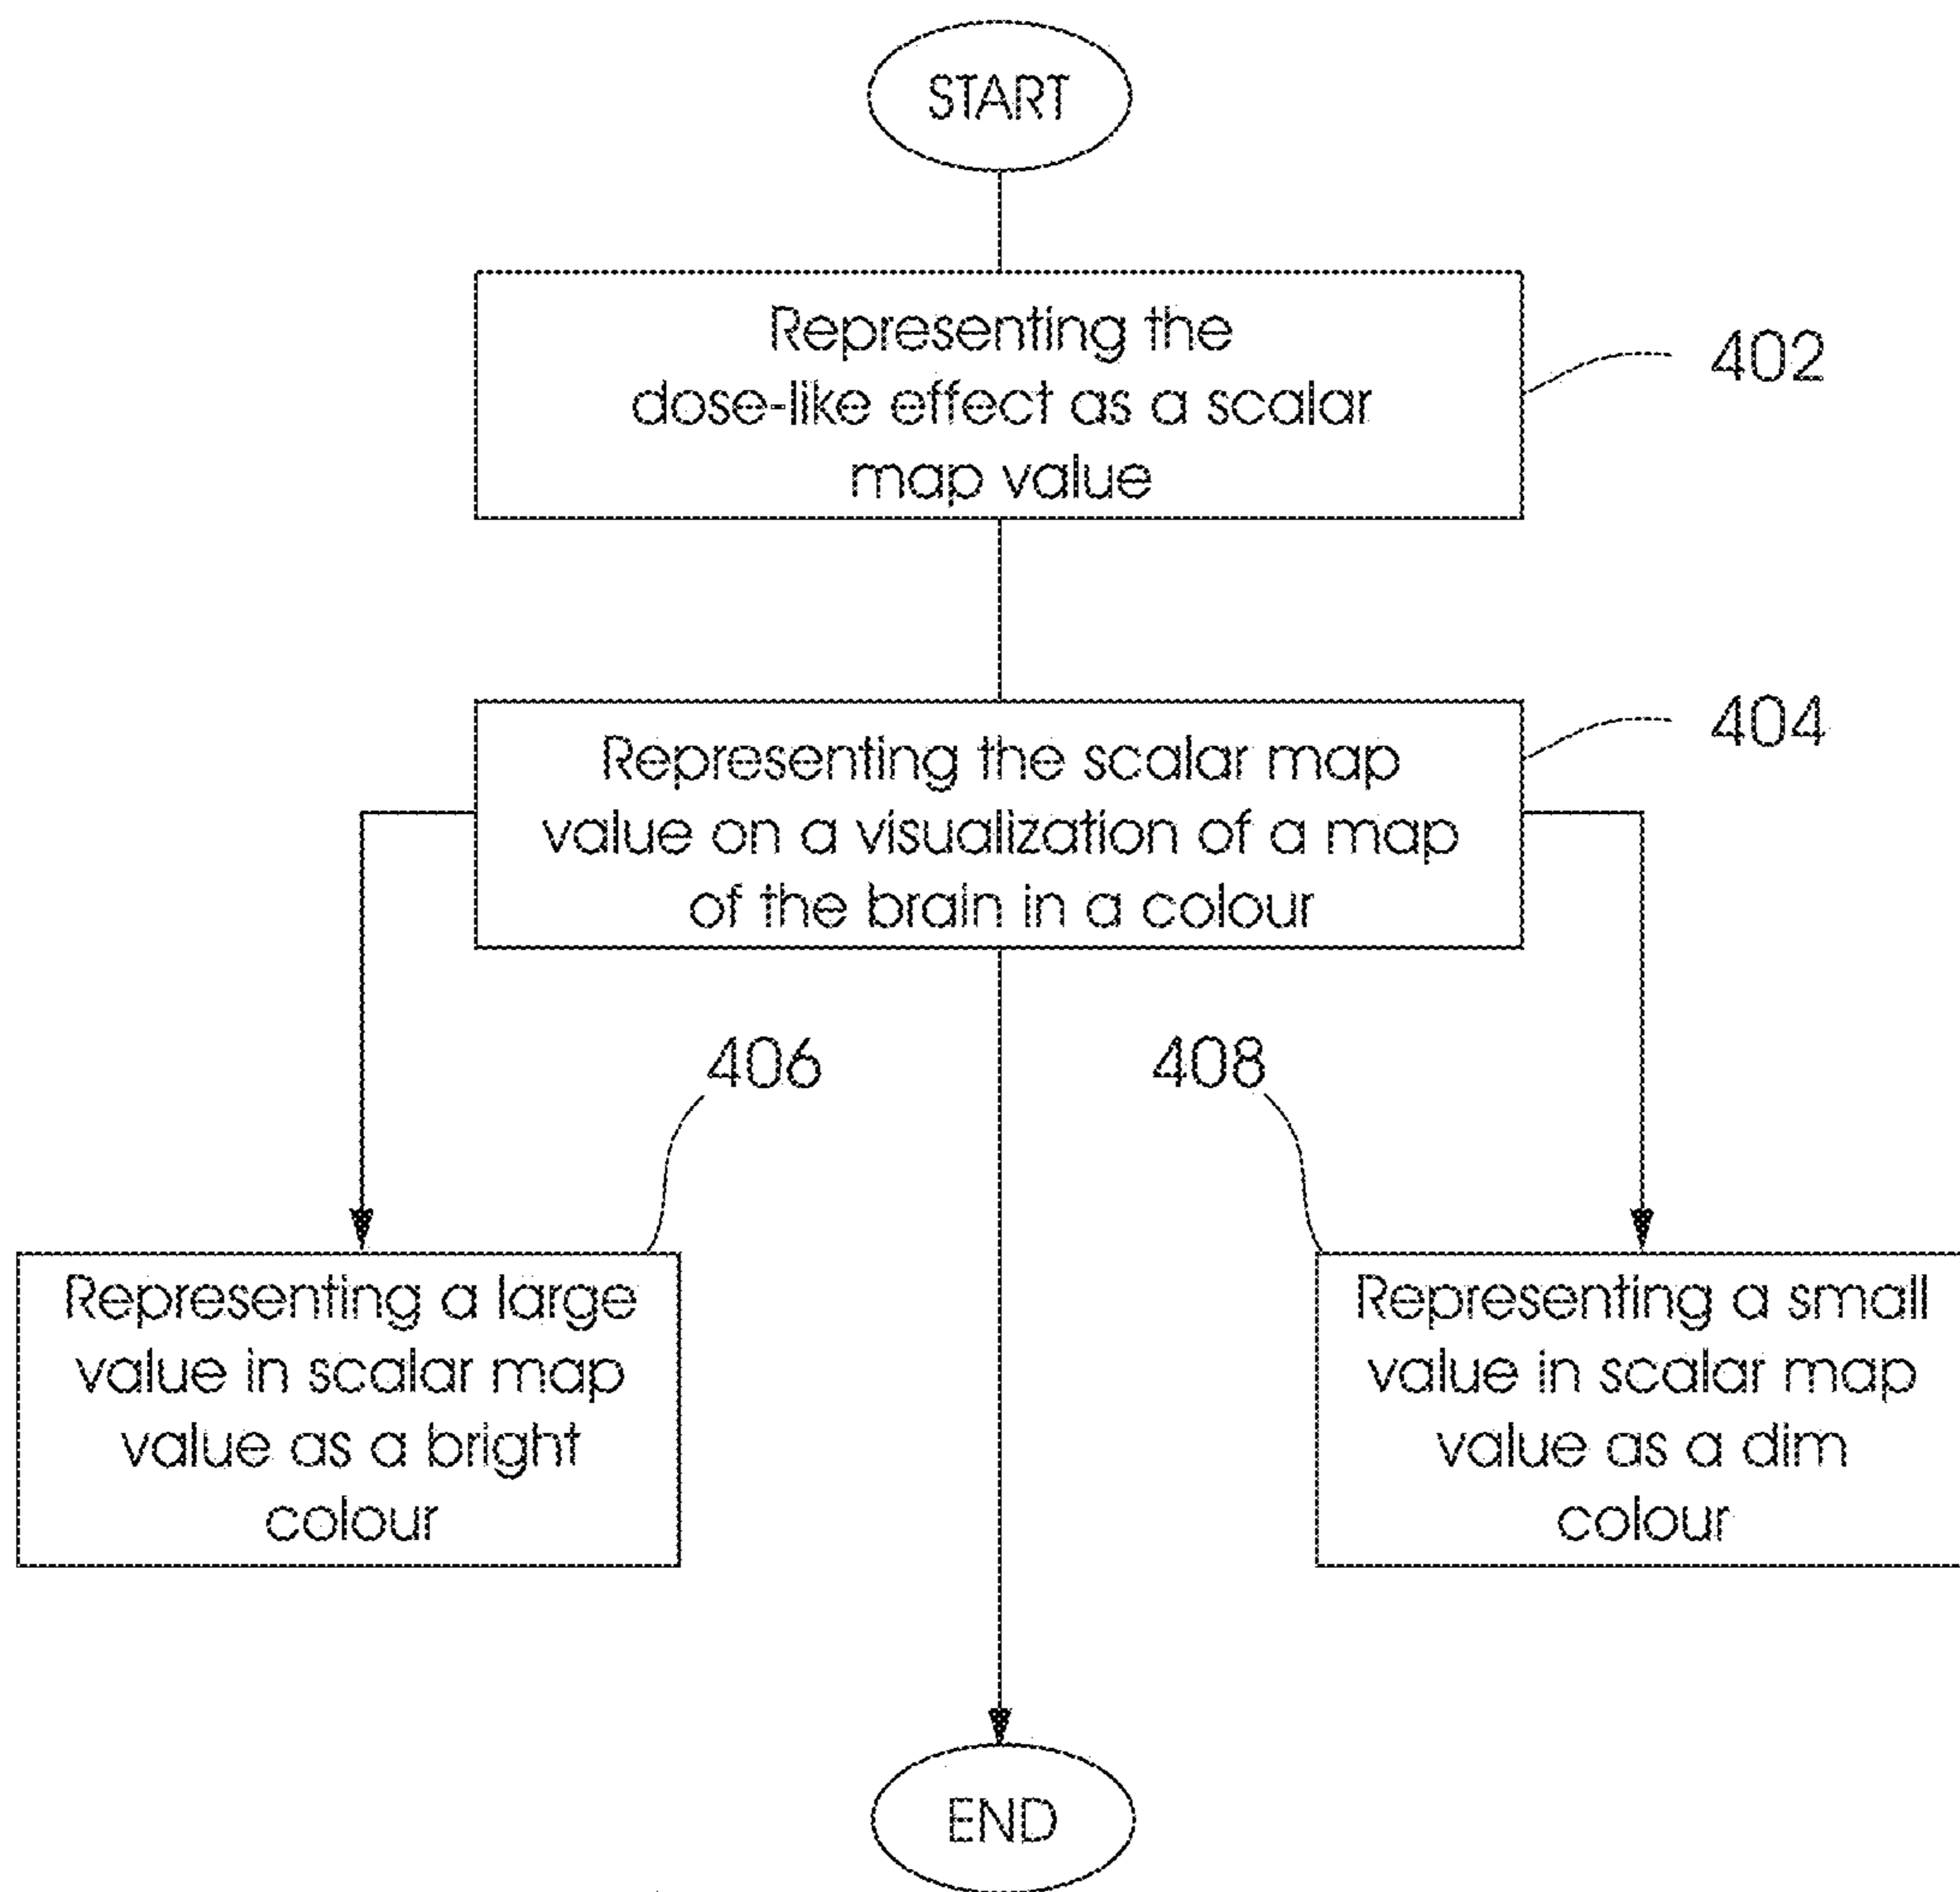 START
Representing the
dose-like effect as a scalar
map value
402
Representing the scalar map
value on a visualization of a map
of the brain in a colour
404
406
408
Representing a large
value in scalar map
value as a bright
colour
Representing a small
value in scalar map
value as a dim
colour
END